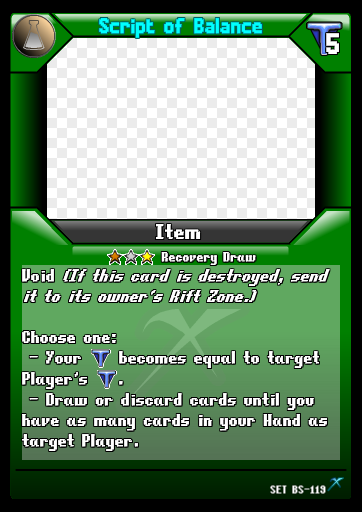 Script of Balance
T5
Item
Recovery Draw
Void (If this card is destroyed, send
it to its owner's Rift Zone.)
Choose one:
- Your T becomes equal to target
Player's T.
- Draw or discard cards until you
have as many cards in your Hand as
target Player.
SET BS-119